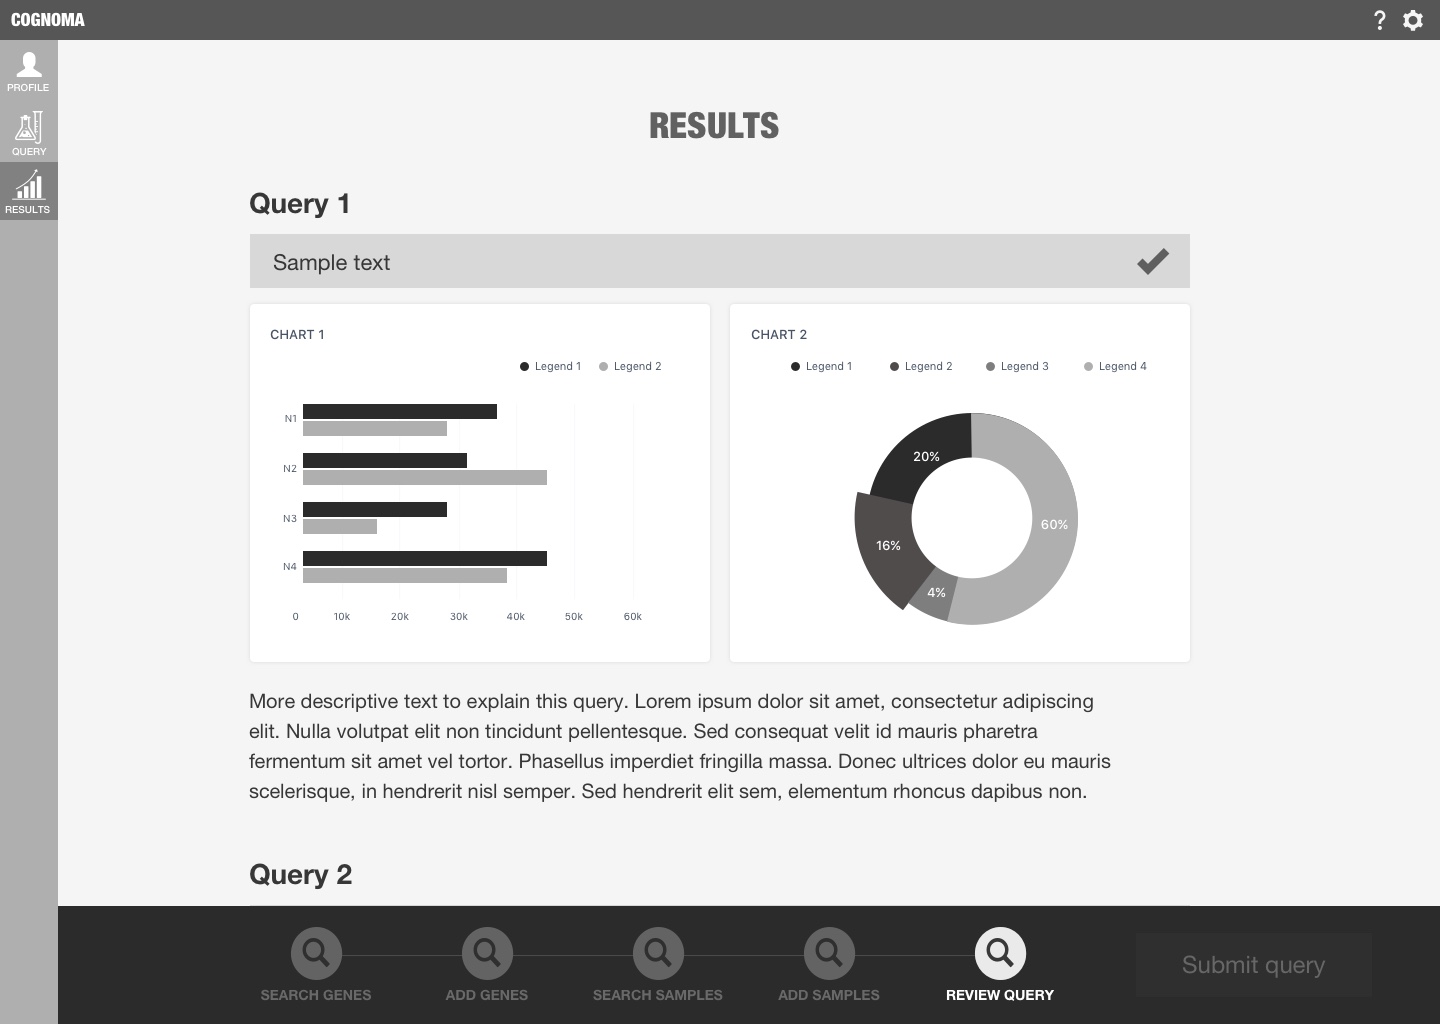 COGNOMA
?
PROFILE
QUERY
RESULTS
RESULTS
Query 1
Sample text
CHART 1
Legend 1 Legend 2
N1
N2
N3
N4
0 10k 20k 30k 40k 50k 60k
CHART 2
Legend 1 Legend 2 Legend 3 Legend 4
20%
60%
16%
4%
More descriptive text to explain this query. Lorem ipsum dolor sit amet, consectetur adipiscing
elit. Nulla volutpat elit non tincidunt pellentesque. Sed consequat velit id mauris pharetra
fermentum sit amet vel tortor. Phasellus imperdiet fringilla massa. Donec ultrices dolor eu mauris
scelerisque, in hendrerit nisl semper. Sed hendrerit elit sem, elementum rhoncus dapibus non.
Query 2
SEARCH GENES ADD GENES SEARCH SAMPLES ADD SAMPLES REVIEW QUERY
Submit query